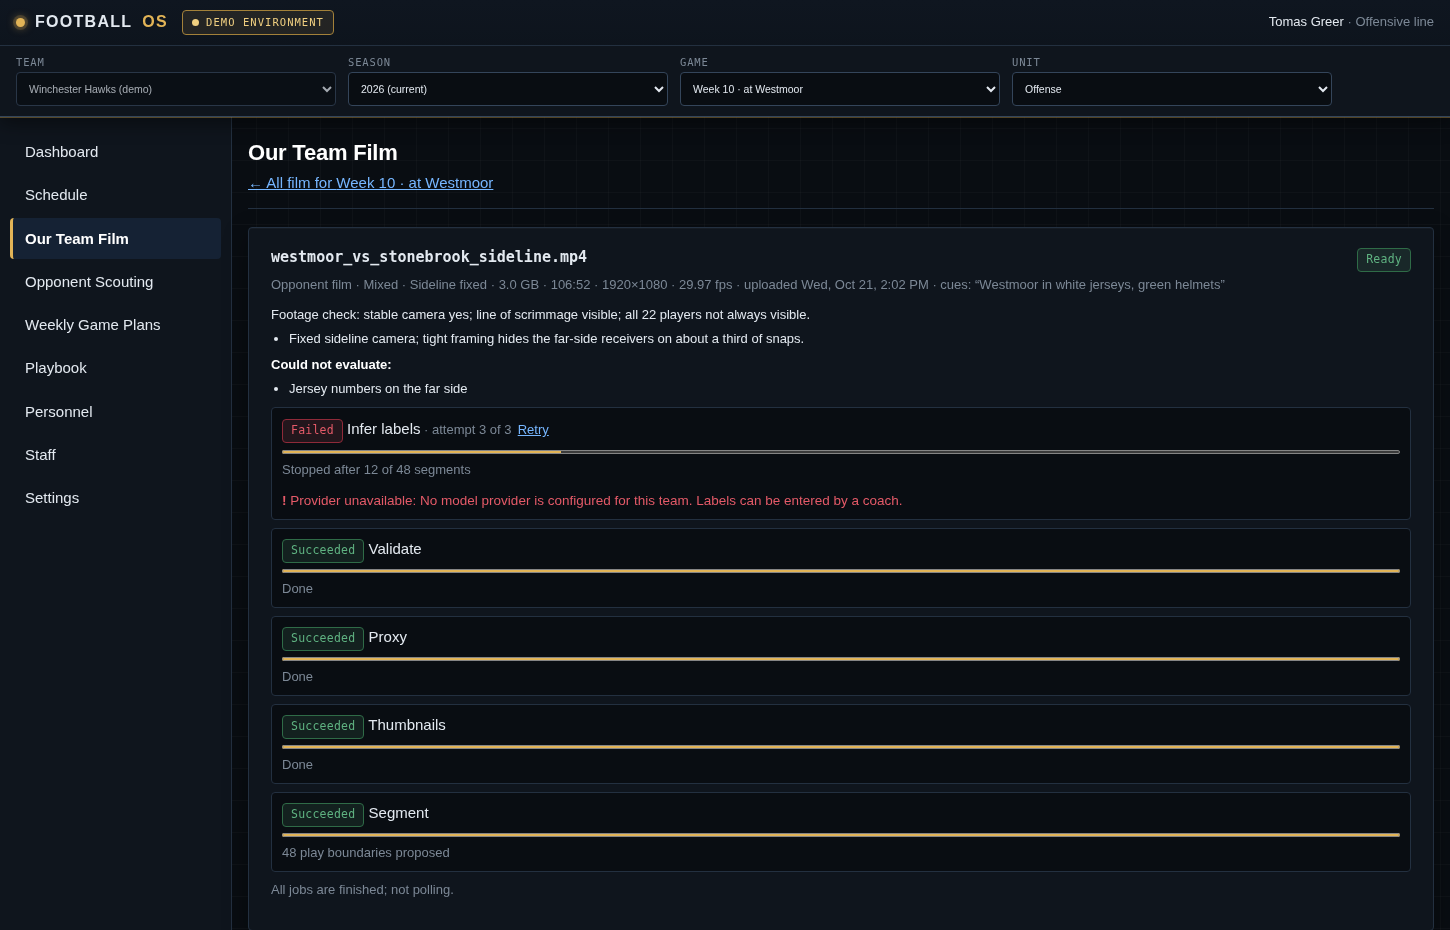 FOOTBALL OS
DEMO ENVIRONMENT
Tomas Greer · Offensive line
TEAM
SEASON
GAME
UNIT
Winchester Hawks (demo)
2026 (current)
Week 10 · at Westmoor
Offense
Dashboard
Schedule
Our Team Film
Opponent Scouting
Weekly Game Plans
Playbook
Personnel
Staff
Settings
Our Team Film
← All film for Week 10 · at Westmoor
westmoor_vs_stonebrook_sideline.mp4
Ready
Opponent film · Mixed · Sideline fixed · 3.0 GB · 106:52 · 1920×1080 · 29.97 fps · uploaded Wed, Oct 21, 2:02 PM · cues: “Westmoor in white jerseys, green helmets”
Footage check: stable camera yes; line of scrimmage visible; all 22 players not always visible.
• Fixed sideline camera; tight framing hides the far-side receivers on about a third of snaps.
Could not evaluate:
• Jersey numbers on the far side
Failed Infer labels · attempt 3 of 3 Retry
Stopped after 12 of 48 segments
! Provider unavailable: No model provider is configured for this team. Labels can be entered by a coach.
Succeeded Validate
Done
Succeeded Proxy
Done
Succeeded Thumbnails
Done
Succeeded Segment
48 play boundaries proposed
All jobs are finished; not polling.